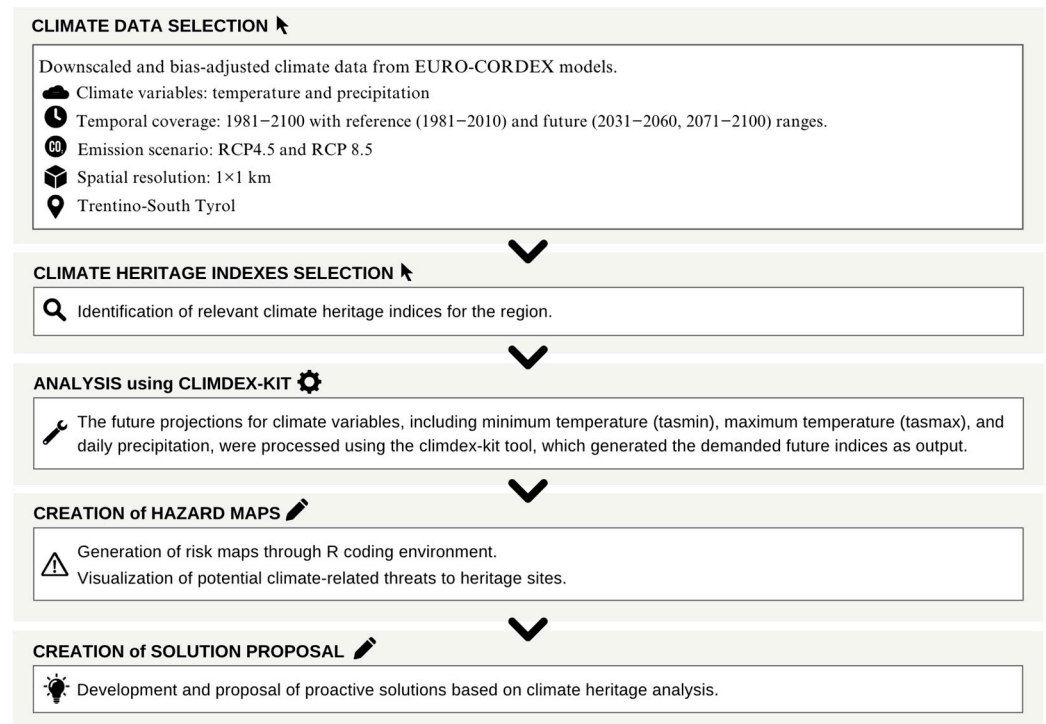 CLIMATE DATA SELECTION
Downscaled and bias-adjusted climate data from EURO-CORDEX models.
Climate variables: temperature and precipitation
Temporal coverage: 1981−2100 with reference (1981−2010) and future (2031−2060, 2071−2100) ranges.
CO₂ Emission scenario: RCP4.5 and RCP 8.5
Spatial resolution: 1×1 km
Trentino-South Tyrol
CLIMATE HERITAGE INDEXES SELECTION
Identification of relevant climate heritage indices for the region.
ANALYSIS using CLIMDEX-KIT
The future projections for climate variables, including minimum temperature (tasmin), maximum temperature (tasmax), and
daily precipitation, were processed using the climdex-kit tool, which generated the demanded future indices as output.
CREATION of HAZARD MAPS
Generation of risk maps through R coding environment.
Visualization of potential climate-related threats to heritage sites.
CREATION of SOLUTION PROPOSAL
Development and proposal of proactive solutions based on climate heritage analysis.